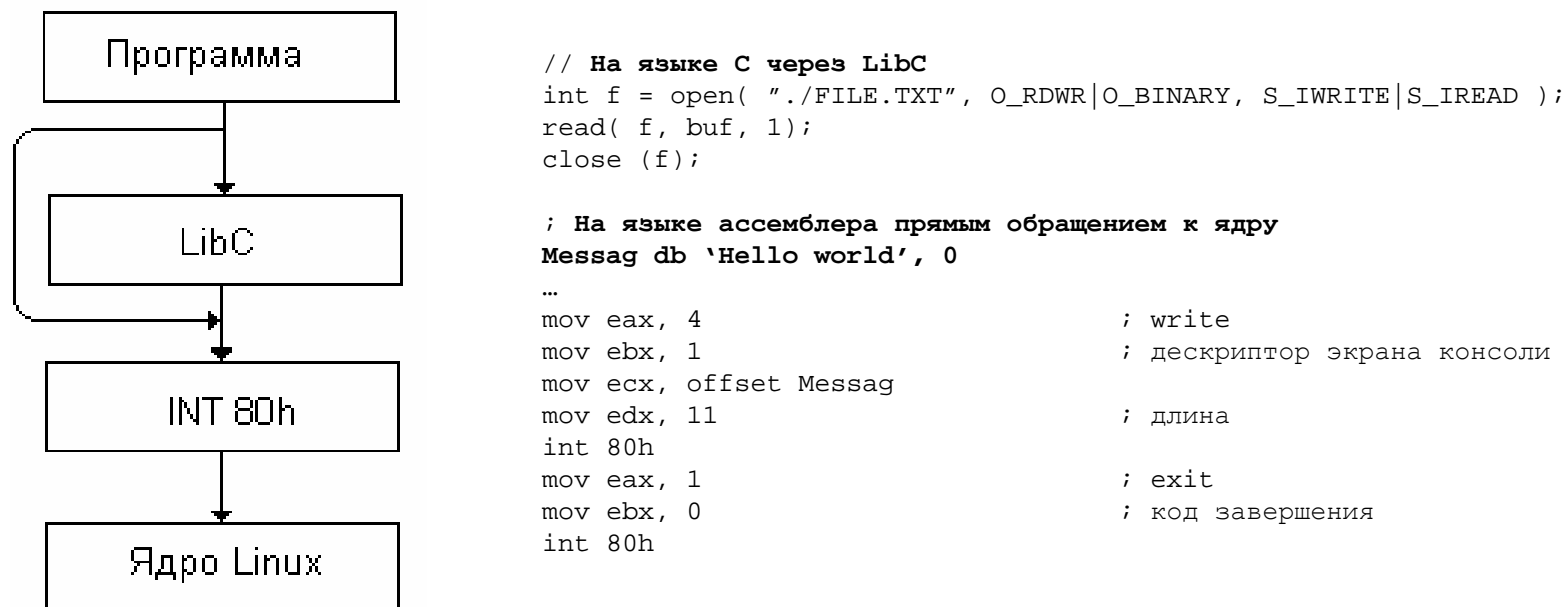 Программа
LibC
INT 80h
Ядро Linux
// На языке С через LibC
int f = open( ”./FILE.TXT”, O_RDWR|O_BINARY, S_IWRITE|S_IREAD );
read( f, buf, 1);
close (f);
; На языке ассемблера прямым обращением к ядру
Messag db ‘Hello world’, 0
…
mov eax, 4 ; write
mov ebx, 1 ; дескриптор экрана консоли
mov ecx, offset Messag
mov edx, 11 ; длина
int 80h
mov eax, 1 ; exit
mov ebx, 0 ; код завершения
int 80h